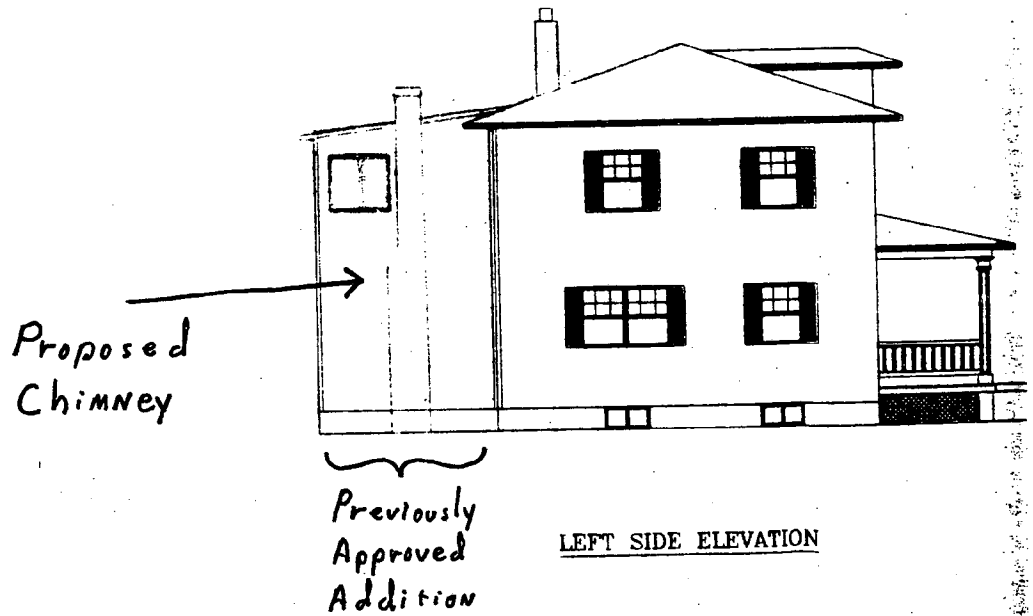 Proposed
Chimney
Previously
Approved
Addition
LEFT SIDE ELEVATION